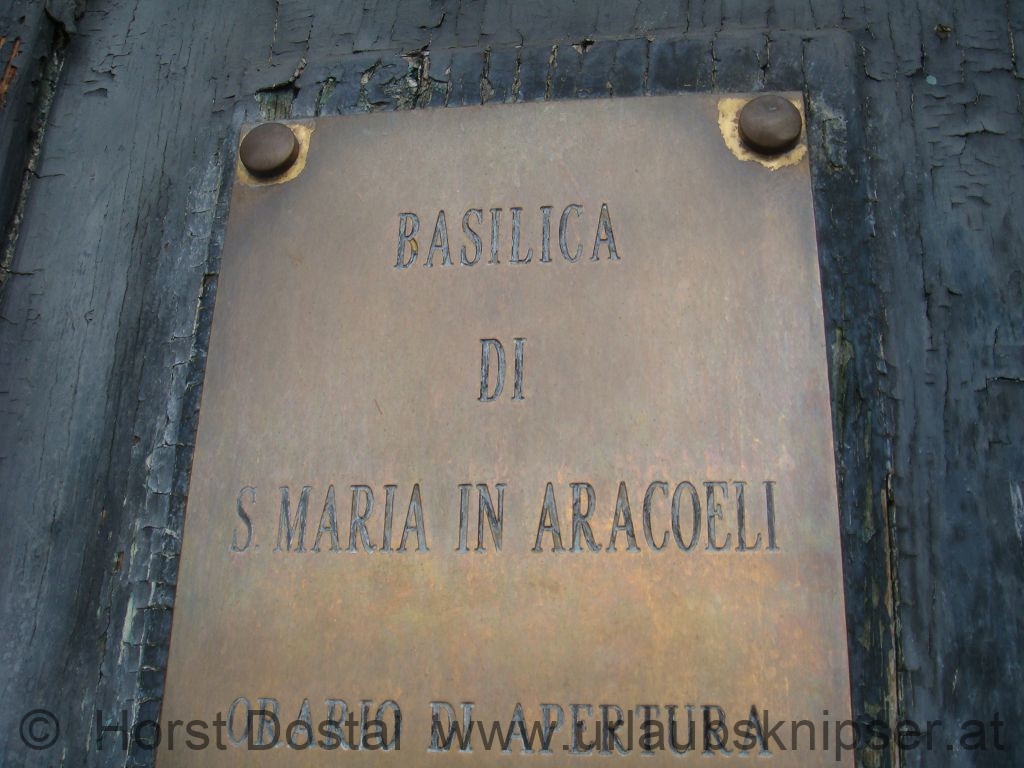 BASILICA
DI
S. MARIA IN ARACOELI
ORARIO DI APERTURA
© Horst Dostal www.urlaubsknipser.at